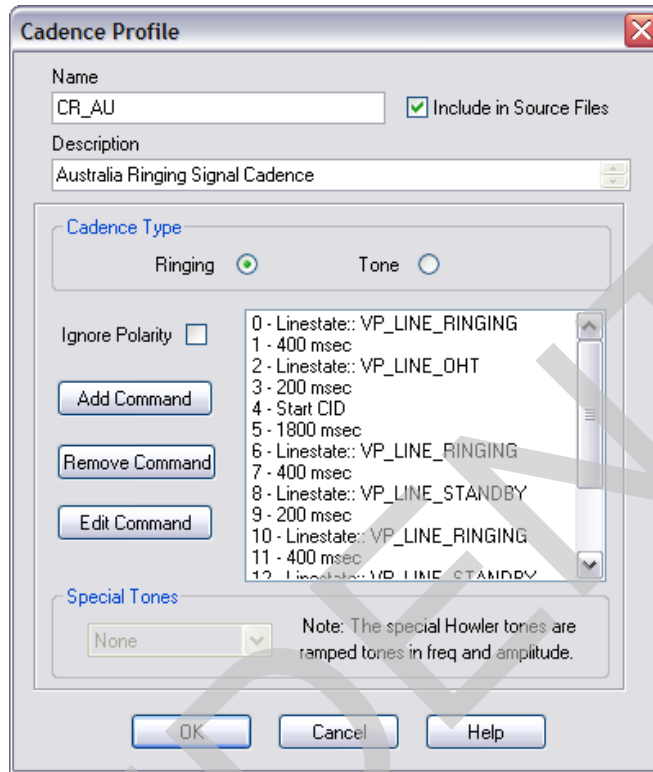 Cadence Profile
Name
CR_AU
Include in Source Files
Description
Australia Ringing Signal Cadence
Cadence Type
Ringing
Tone
Ignore Polarity
Add Command
Remove Command
Edit Command
0 - Linestate:: VP_LINE_RINGING
1 - 400 msec
2 - Linestate:: VP_LINE_OHT
3 - 200 msec
4 - Start CID
5 - 1800 msec
6 - Linestate:: VP_LINE_RINGING
7 - 400 msec
8 - Linestate:: VP_LINE_STANDBY
9 - 200 msec
10 - Linestate:: VP_LINE_RINGING
11 - 400 msec
12 - Linestate:: VP_LINE_STANDBY
Special Tones
None
Note: The special Howler tones are
ramped tones in freq and amplitude.
OK
Cancel
Help